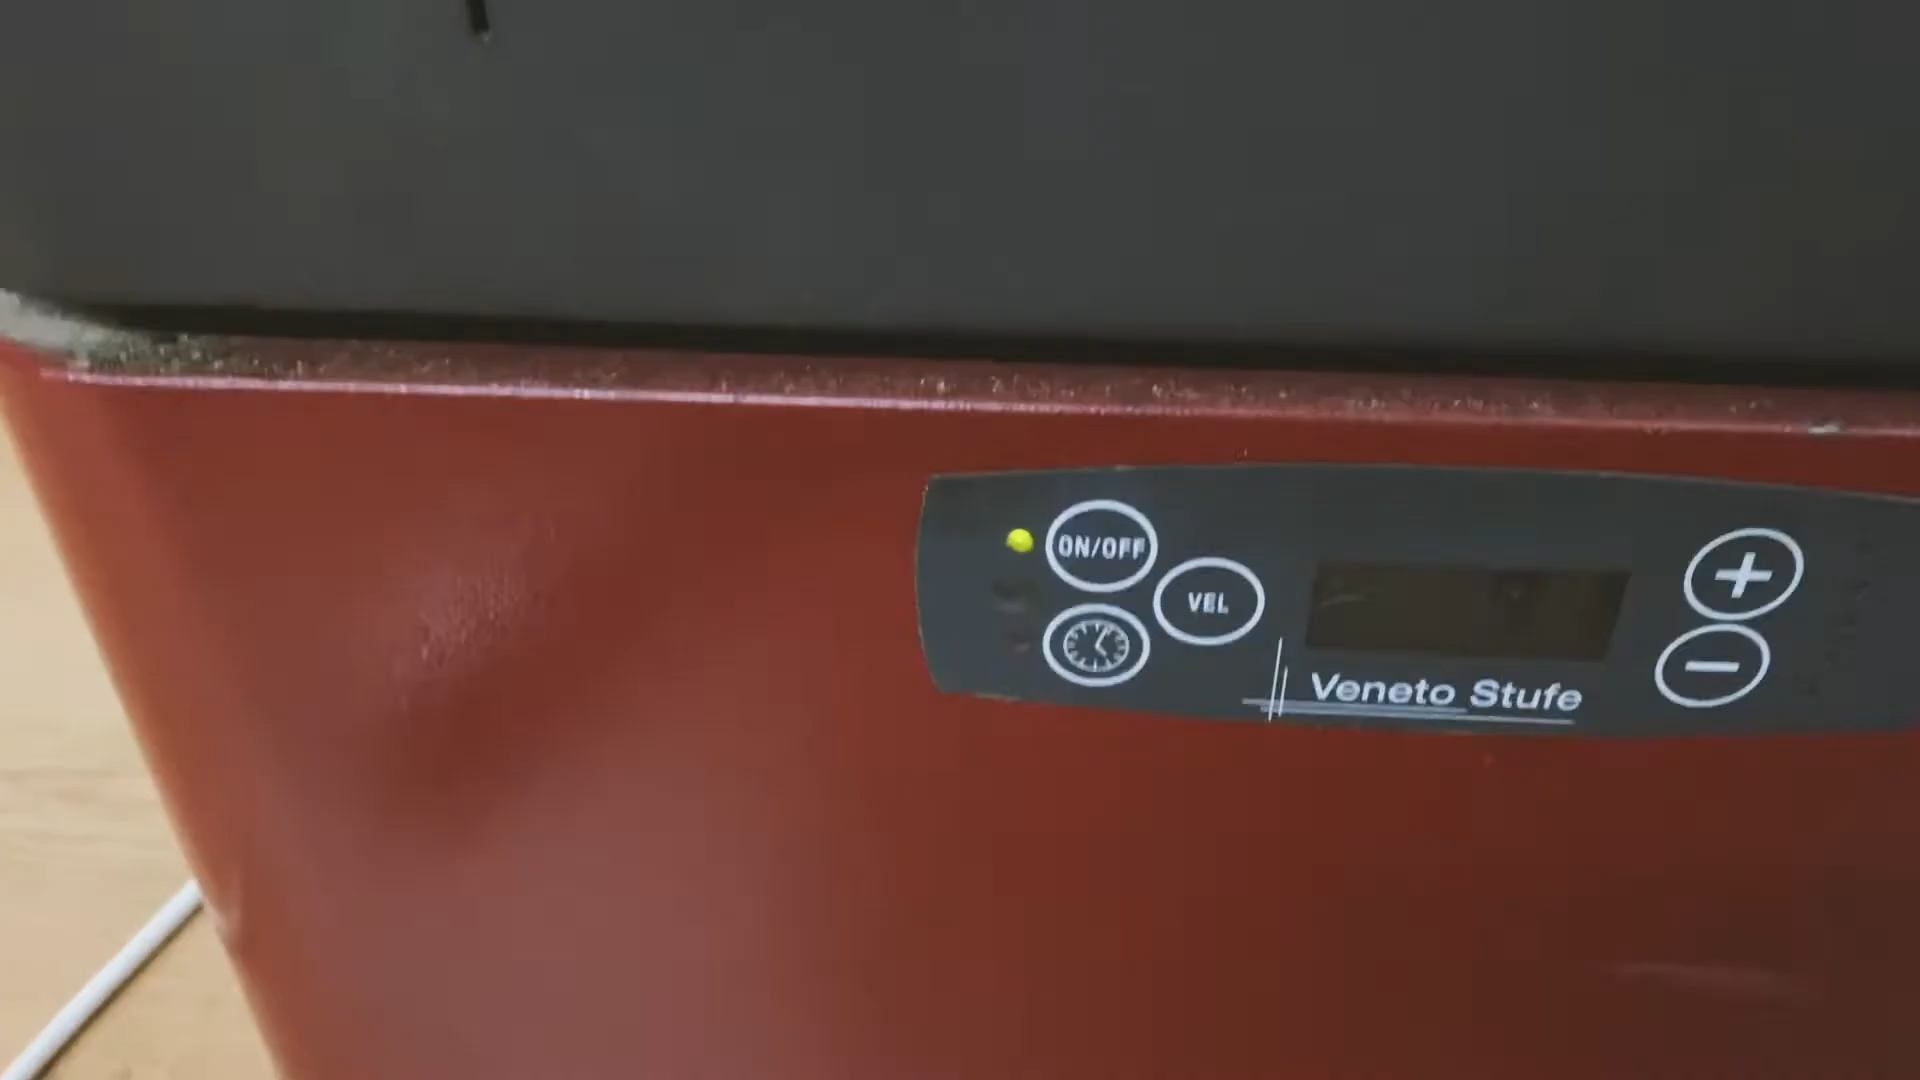 ON/OFF
VEL
+
−
Veneto Stufe